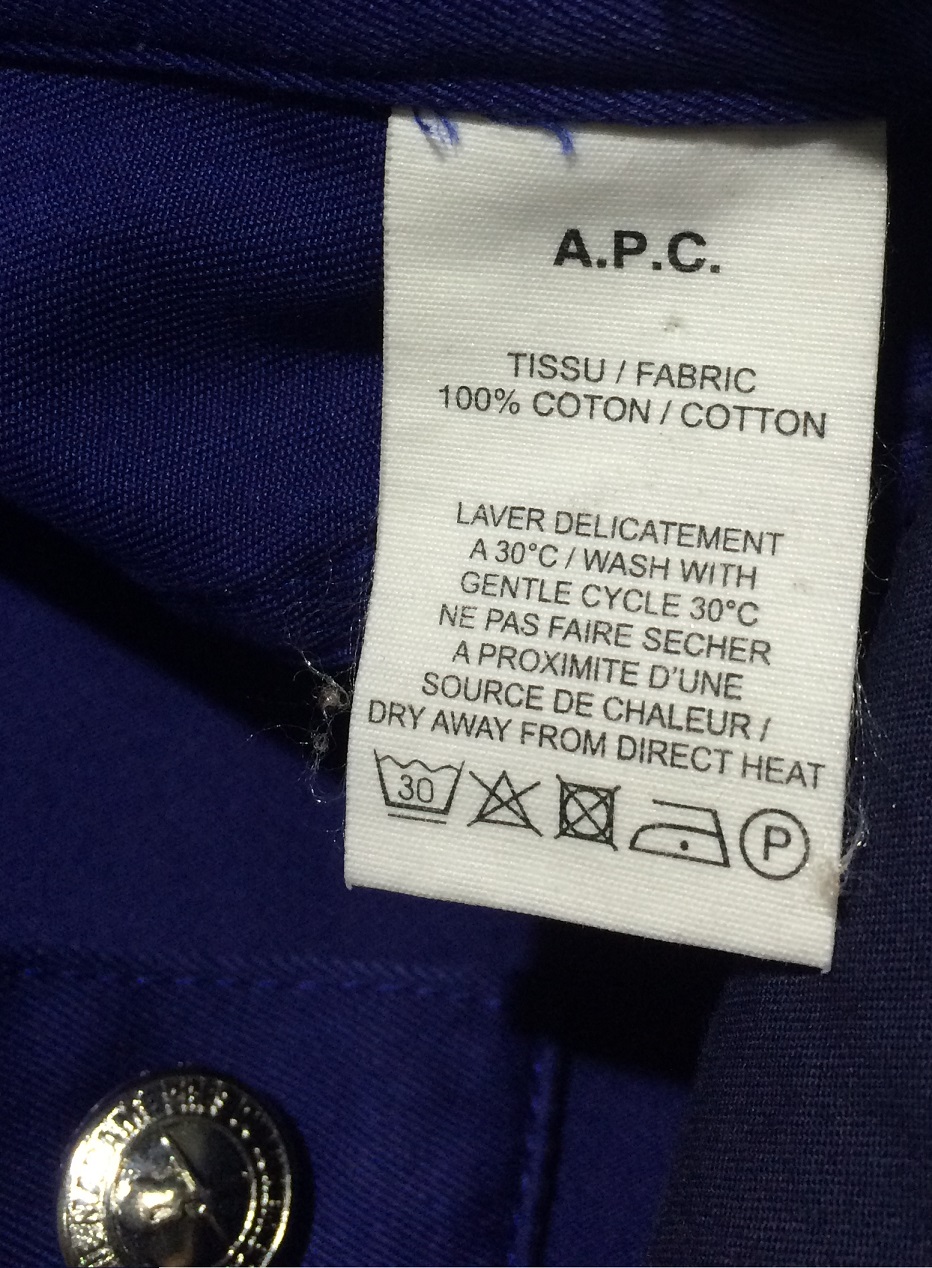 A.P.C.
TISSU / FABRIC
100% COTON / COTTON
LAVER DELICATEMENT
A 30°C / WASH WITH
GENTLE CYCLE 30°C
NE PAS FAIRE SECHER
A PROXIMITE D'UNE
SOURCE DE CHALEUR /
DRY AWAY FROM DIRECT HEAT
30 P